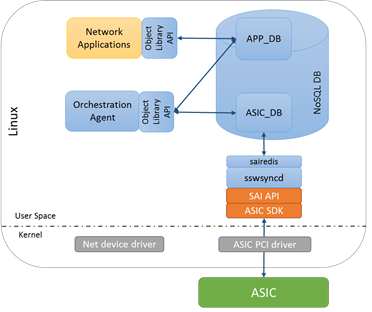 Network
Applications
Object
Library
API
APP_DB
Orchestration
Agent
Object
Library
API
ASIC_DB
NoSQL DB
Linux
sairedis
sswsyncd
SAI API
ASIC SDK
User Space
Kernel
Net device driver
ASIC PCI driver
ASIC